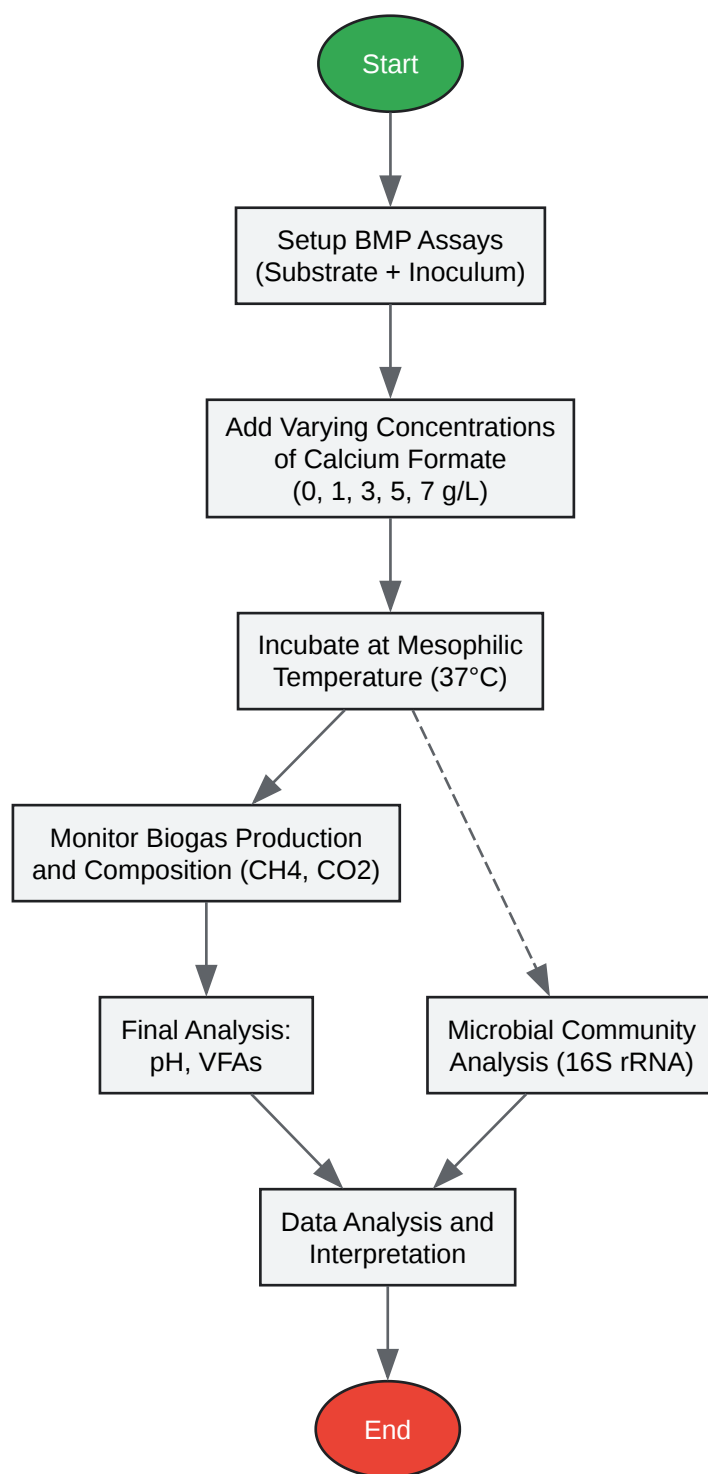 Start
Setup BMP Assays
(Substrate + Inoculum)
Add Varying Concentrations
of Calcium Formate
(0, 1, 3, 5, 7 g/L)
Incubate at Mesophilic
Temperature (37°C)
Monitor Biogas Production
and Composition (CH4, CO2)
Final Analysis:
pH, VFAs
Microbial Community
Analysis (16S rRNA)
Data Analysis and
Interpretation
End